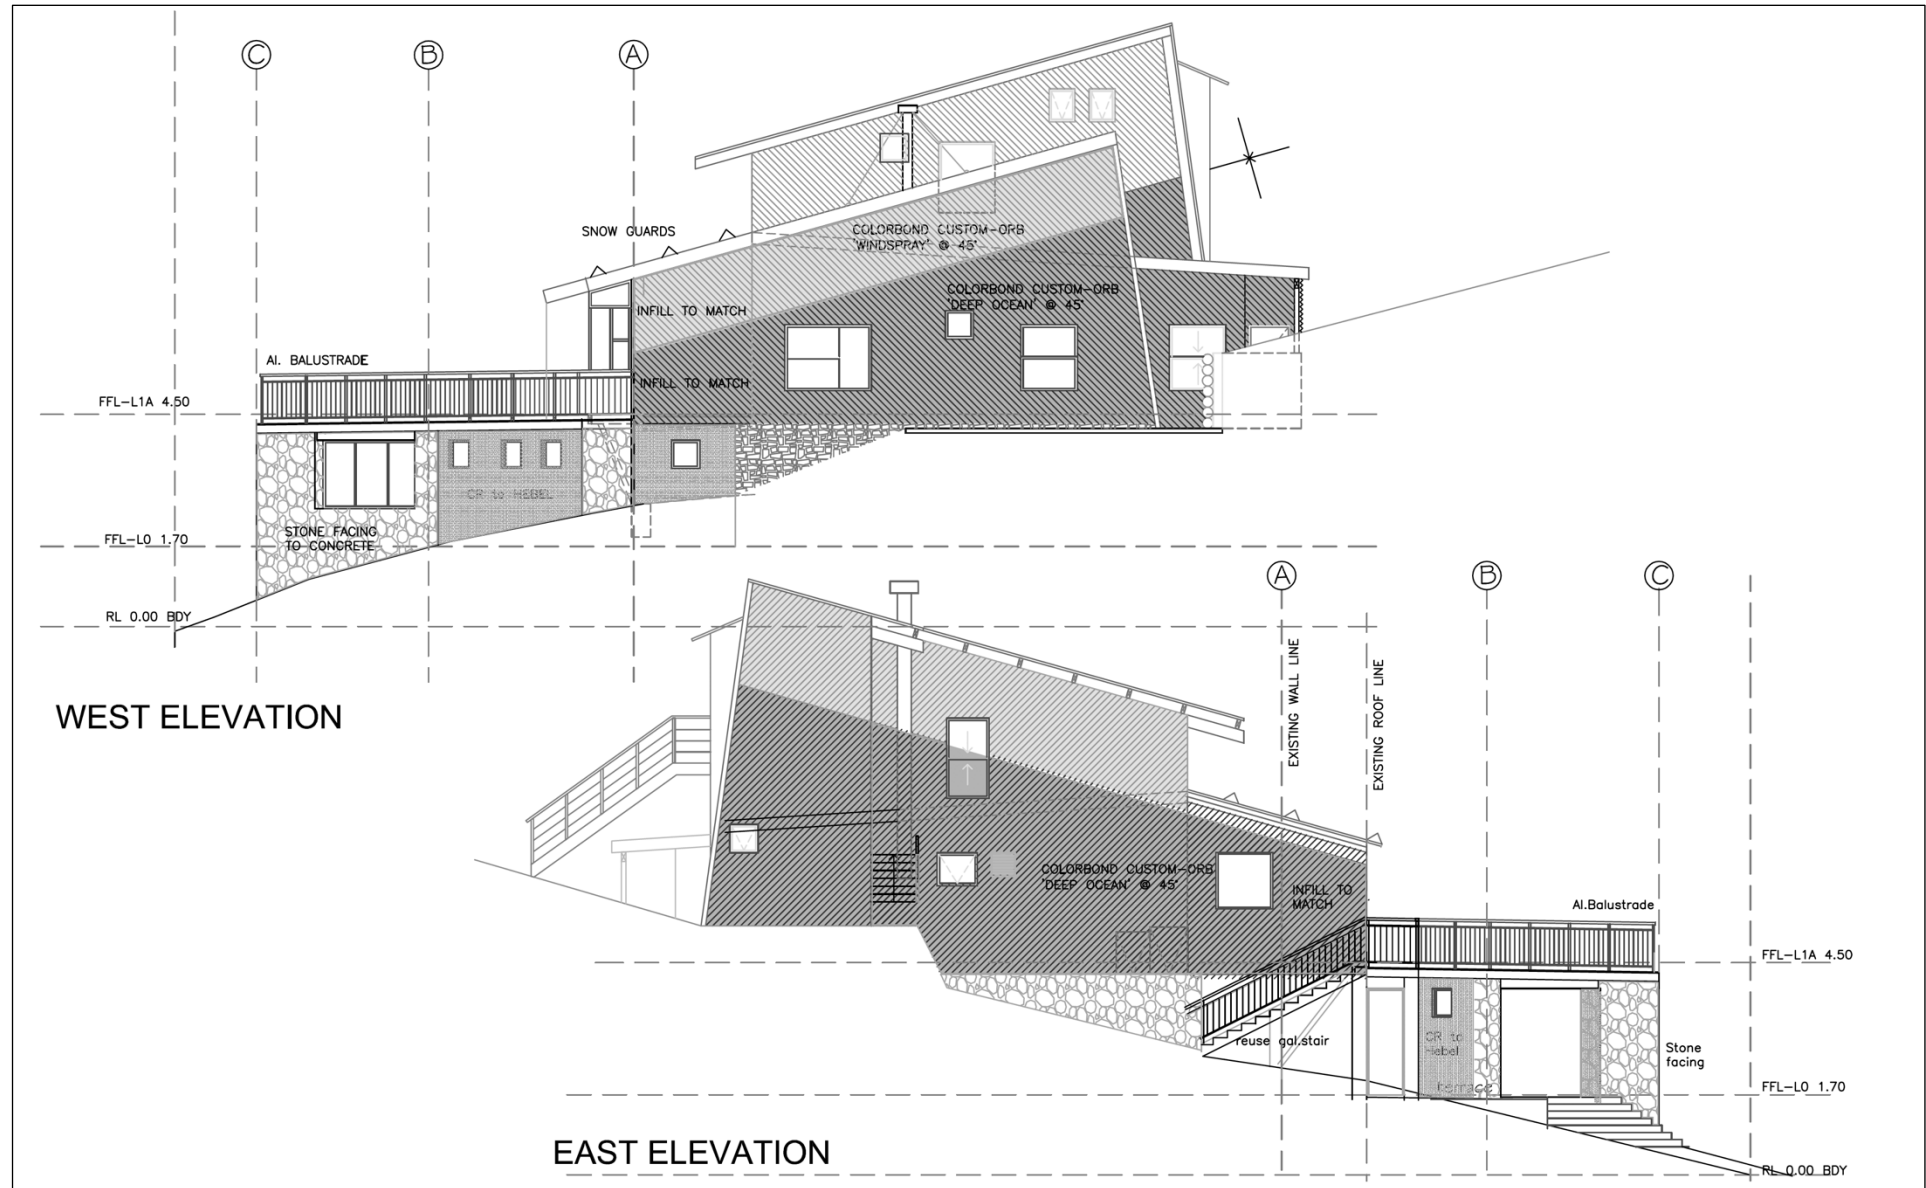 C B A
SNOW GUARDS
COLORBOND CUSTOM-ORB
'WINDSPRAY' @ 45°
COLORBOND CUSTOM-ORB
'DEEP OCEAN' @ 45°
INFILL TO MATCH
Al. BALUSTRADE
INFILL TO MATCH
FFL-L1A 4.50
CR to HEBEL
STONE FACING
TO CONCRETE
FFL-L0 1.70
RL 0.00 BDY
WEST ELEVATION
A B C
EXISTING WALL LINE
EXISTING ROOF LINE
COLORBOND CUSTOM-ORB
'DEEP OCEAN' @ 45°
INFILL TO
MATCH
Al.Balustrade
FFL-L1A 4.50
reuse gal.stair
CR to
Hebel
Stone
facing
terrace
FFL-L0 1.70
EAST ELEVATION
RL 0.00 BDY